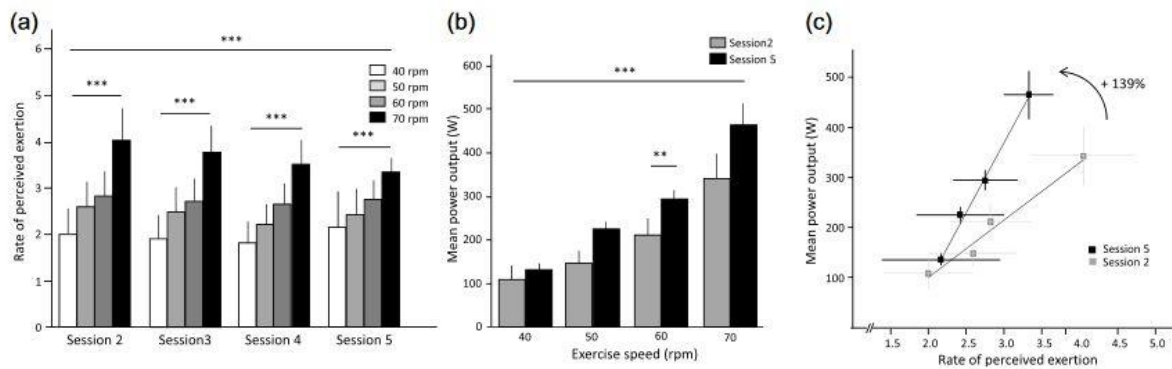 (a)
***
***
***
***
***
40 rpm
50 rpm
60 rpm
70 rpm
Rate of perceived exertion
6
5
4
3
2
1
0
Session 2
Session3
Session 4
Session 5
(b)
Session2
Session 5
***
**
Mean power output (W)
600
500
400
300
200
100
0
40
50
60
70
Exercise speed (rpm)
(c)
+ 139%
Mean power output (W)
500
400
300
200
100
Session 5
Session 2
1.5
2.0
2.5
3.0
3.5
4.0
4.5
5.0
Rate of perceived exertion